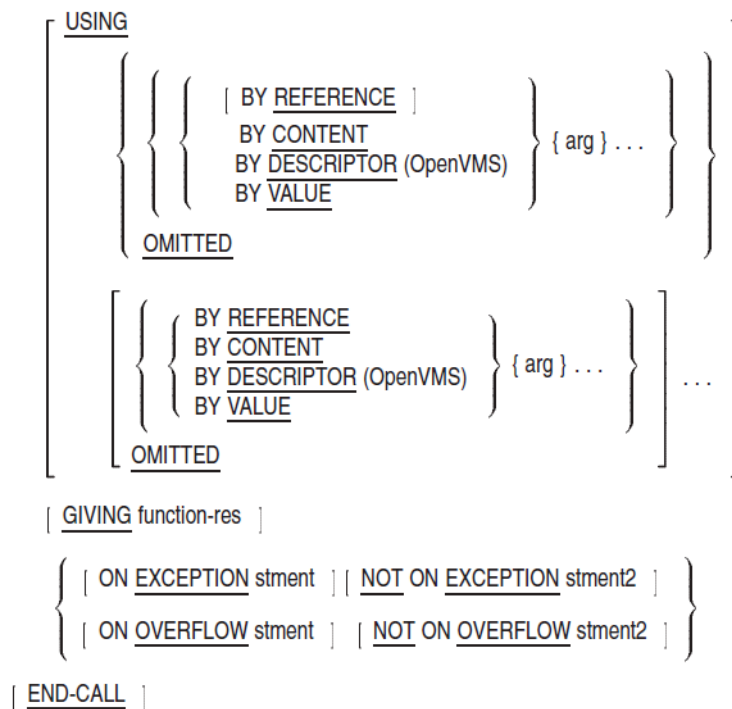 USING
[ BY REFERENCE ]
BY CONTENT
BY DESCRIPTOR (OpenVMS)
BY VALUE
{ arg } . . .
OMITTED
BY REFERENCE
BY CONTENT
BY DESCRIPTOR (OpenVMS)
BY VALUE
{ arg } . . .
. . .
OMITTED
[ GIVING function-res ]
[ ON EXCEPTION stment ] [ NOT ON EXCEPTION stment2 ]
[ ON OVERFLOW stment ] [ NOT ON OVERFLOW stment2 ]
[ END-CALL ]